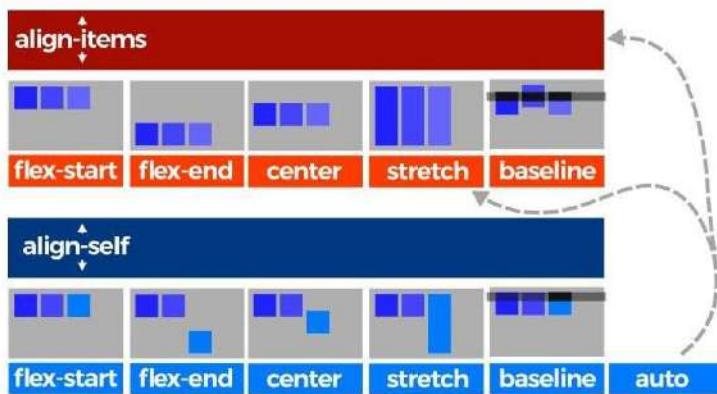 align-items
flex-start flex-end center stretch baseline
align-self
flex-start flex-end center stretch baseline auto